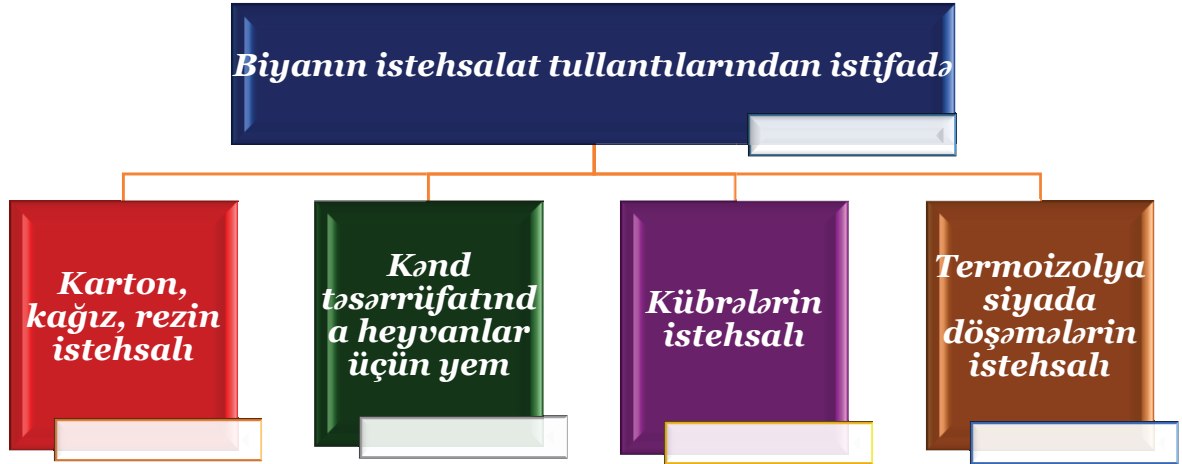 Biyanın istehsalat tullantılarından istifadə
Karton,
kağız, rezin
istehsalı
Kənd
təsərrüfatınd
a heyvanlar
üçün yem
Kübrələrin
istehsalı
Termoizolya
siyada
döşəmələrin
istehsalı